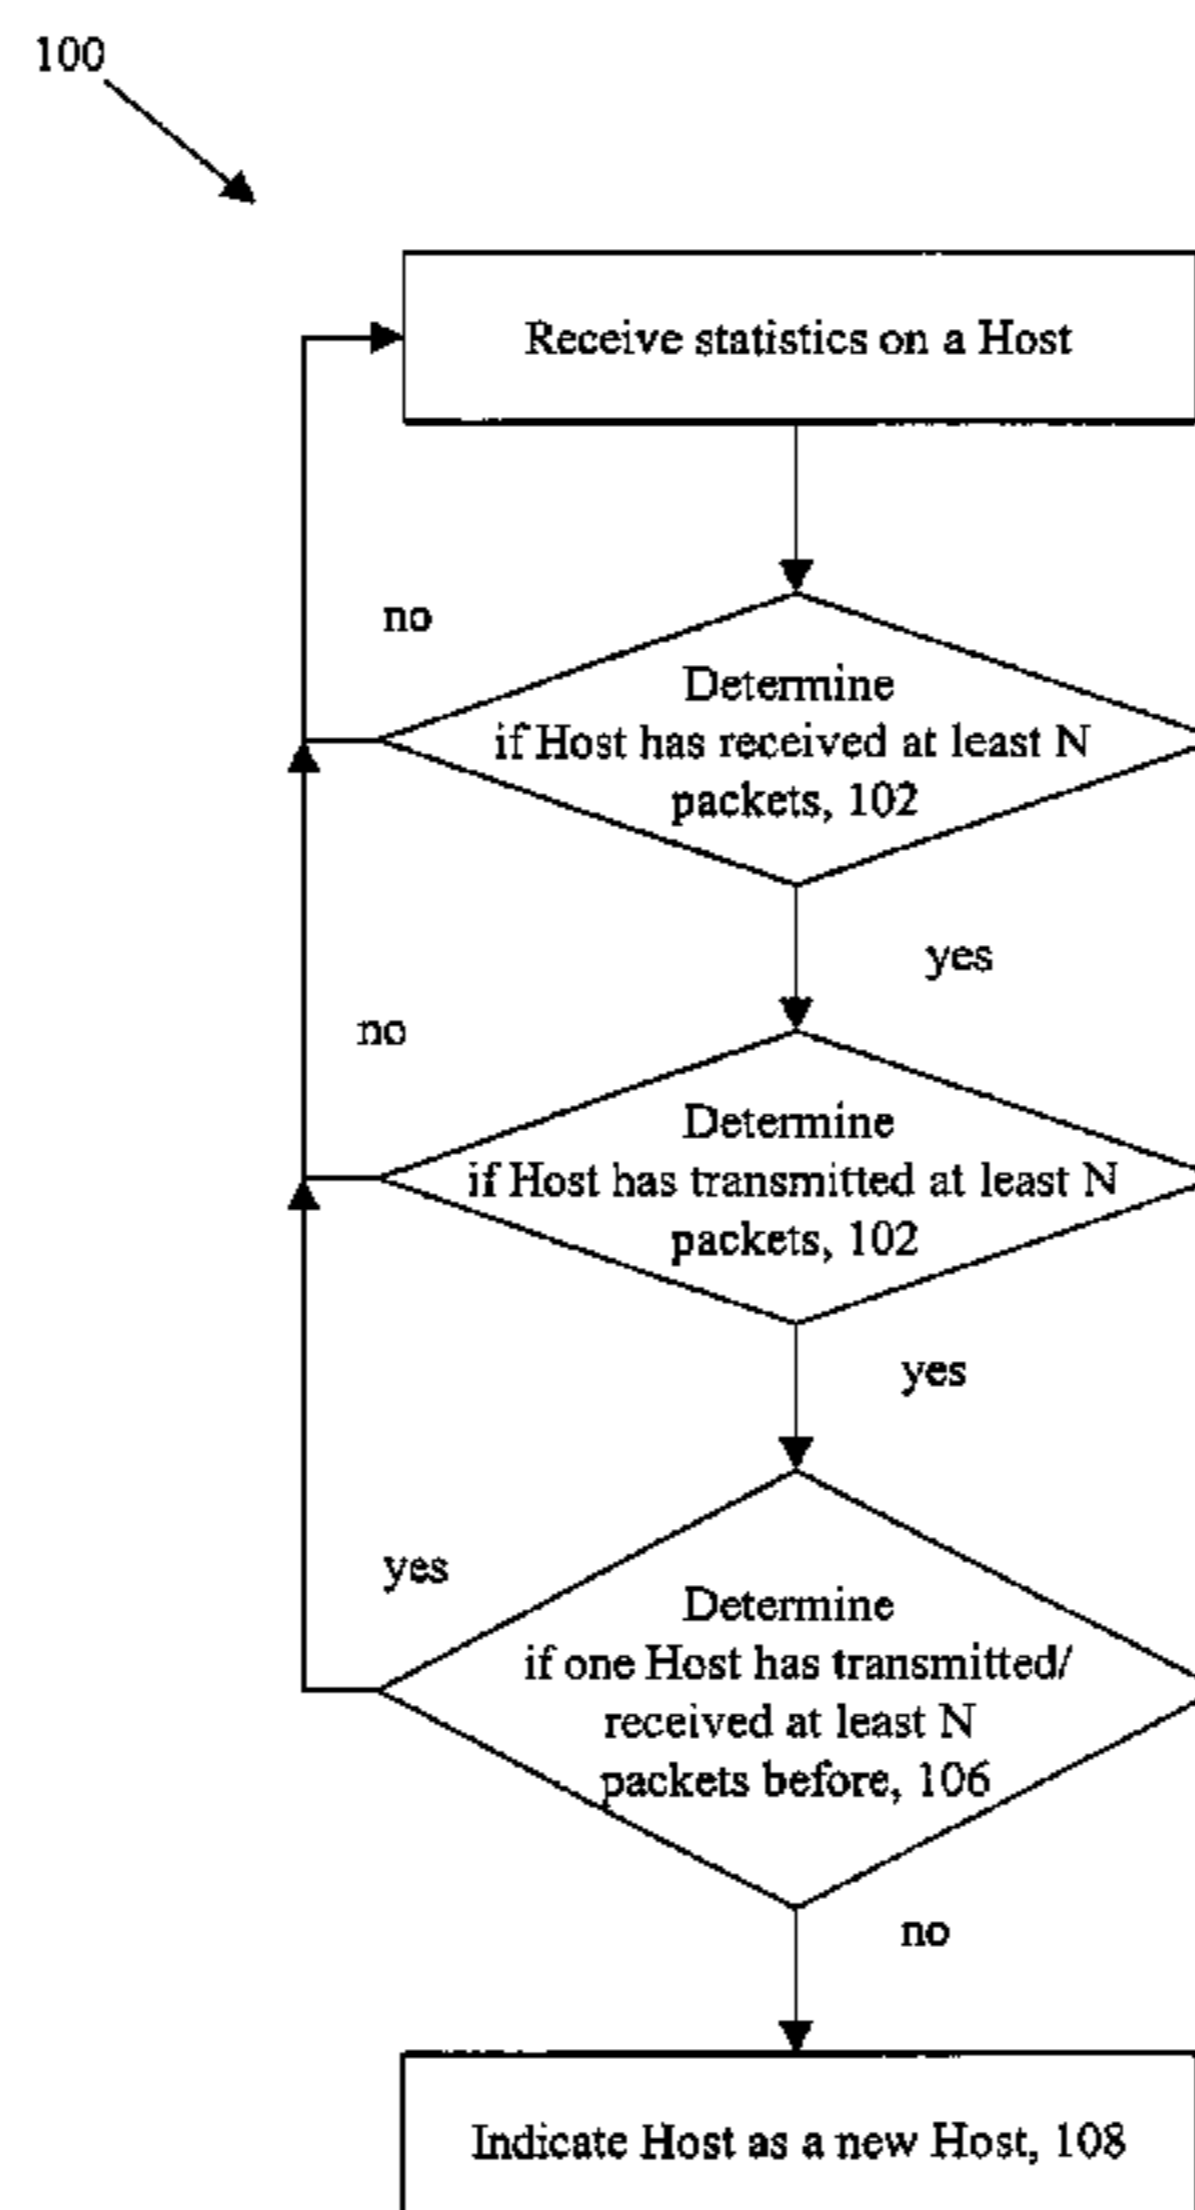 100
Receive statistics on a Host
no
Determine
if Host has received at least N
packets, 102
yes
no
Determine
if Host has transmitted at least N
packets, 102
yes
yes
Determine
if one Host has transmitted/
received at least N
packets before, 106
no
Indicate Host as a new Host, 108